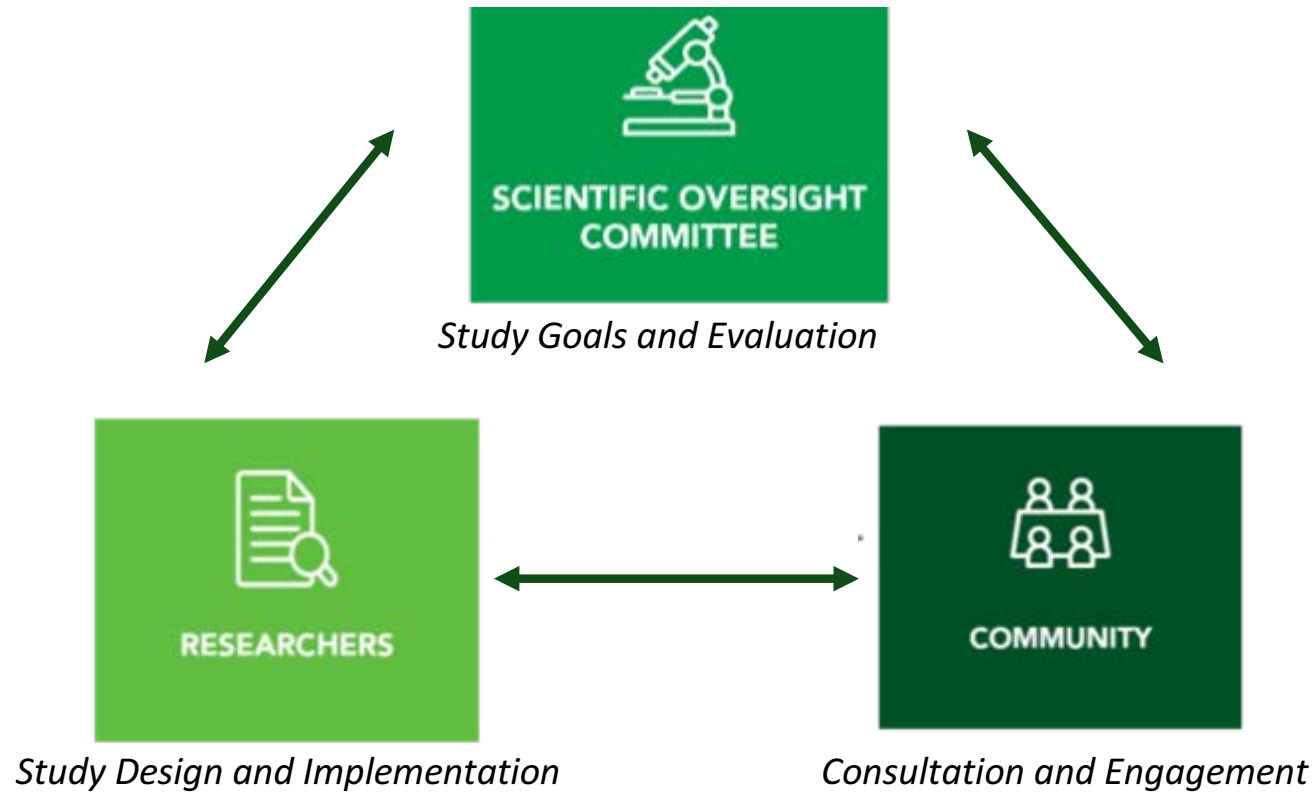 SCIENTIFIC OVERSIGHT
COMMITTEE
Study Goals and Evaluation
RESEARCHERS
COMMUNITY
Study Design and Implementation
Consultation and Engagement